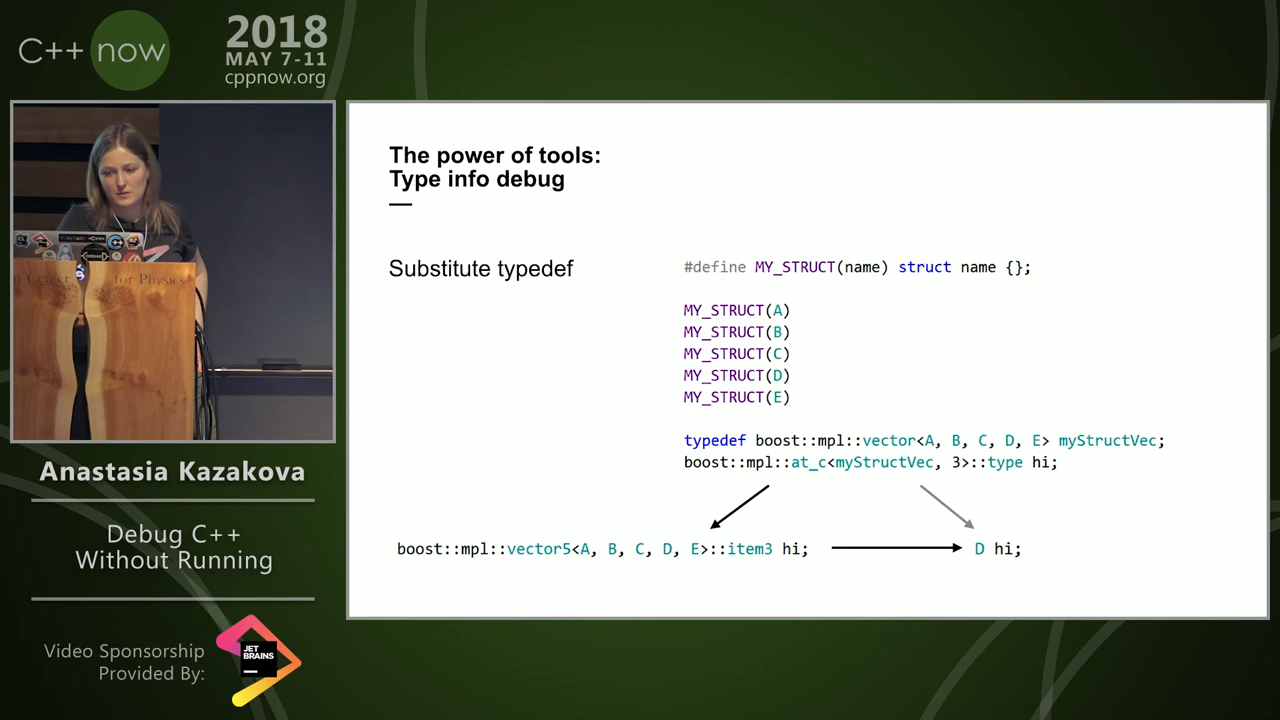 C++ now
2018
MAY 7-11
cppnow.org
The power of tools:
Type info debug
Substitute typedef
#define MY_STRUCT(name) struct name {};
MY_STRUCT(A)
MY_STRUCT(B)
MY_STRUCT(C)
MY_STRUCT(D)
MY_STRUCT(E)
typedef boost::mpl::vector<A, B, C, D, E> myStructVec;
boost::mpl::at_c<myStructVec, 3>::type hi;
boost::mpl::vector5<A, B, C, D, E>::item3 hi;
D hi;
for Physics
Anastasia Kazakova
Debug C++
Without Running
Video Sponsorship
Provided By:
JET
BRAINS